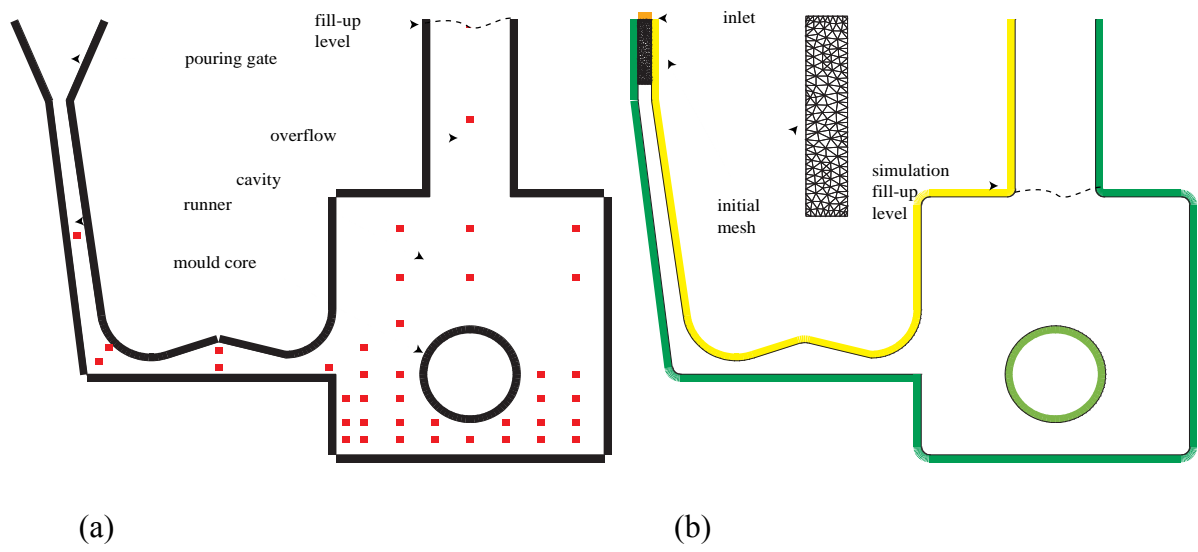 fill-up
level
pouring gate
overflow
cavity
runner
mould core
(a)
inlet
simulation
fill-up
level
initial
mesh
(b)